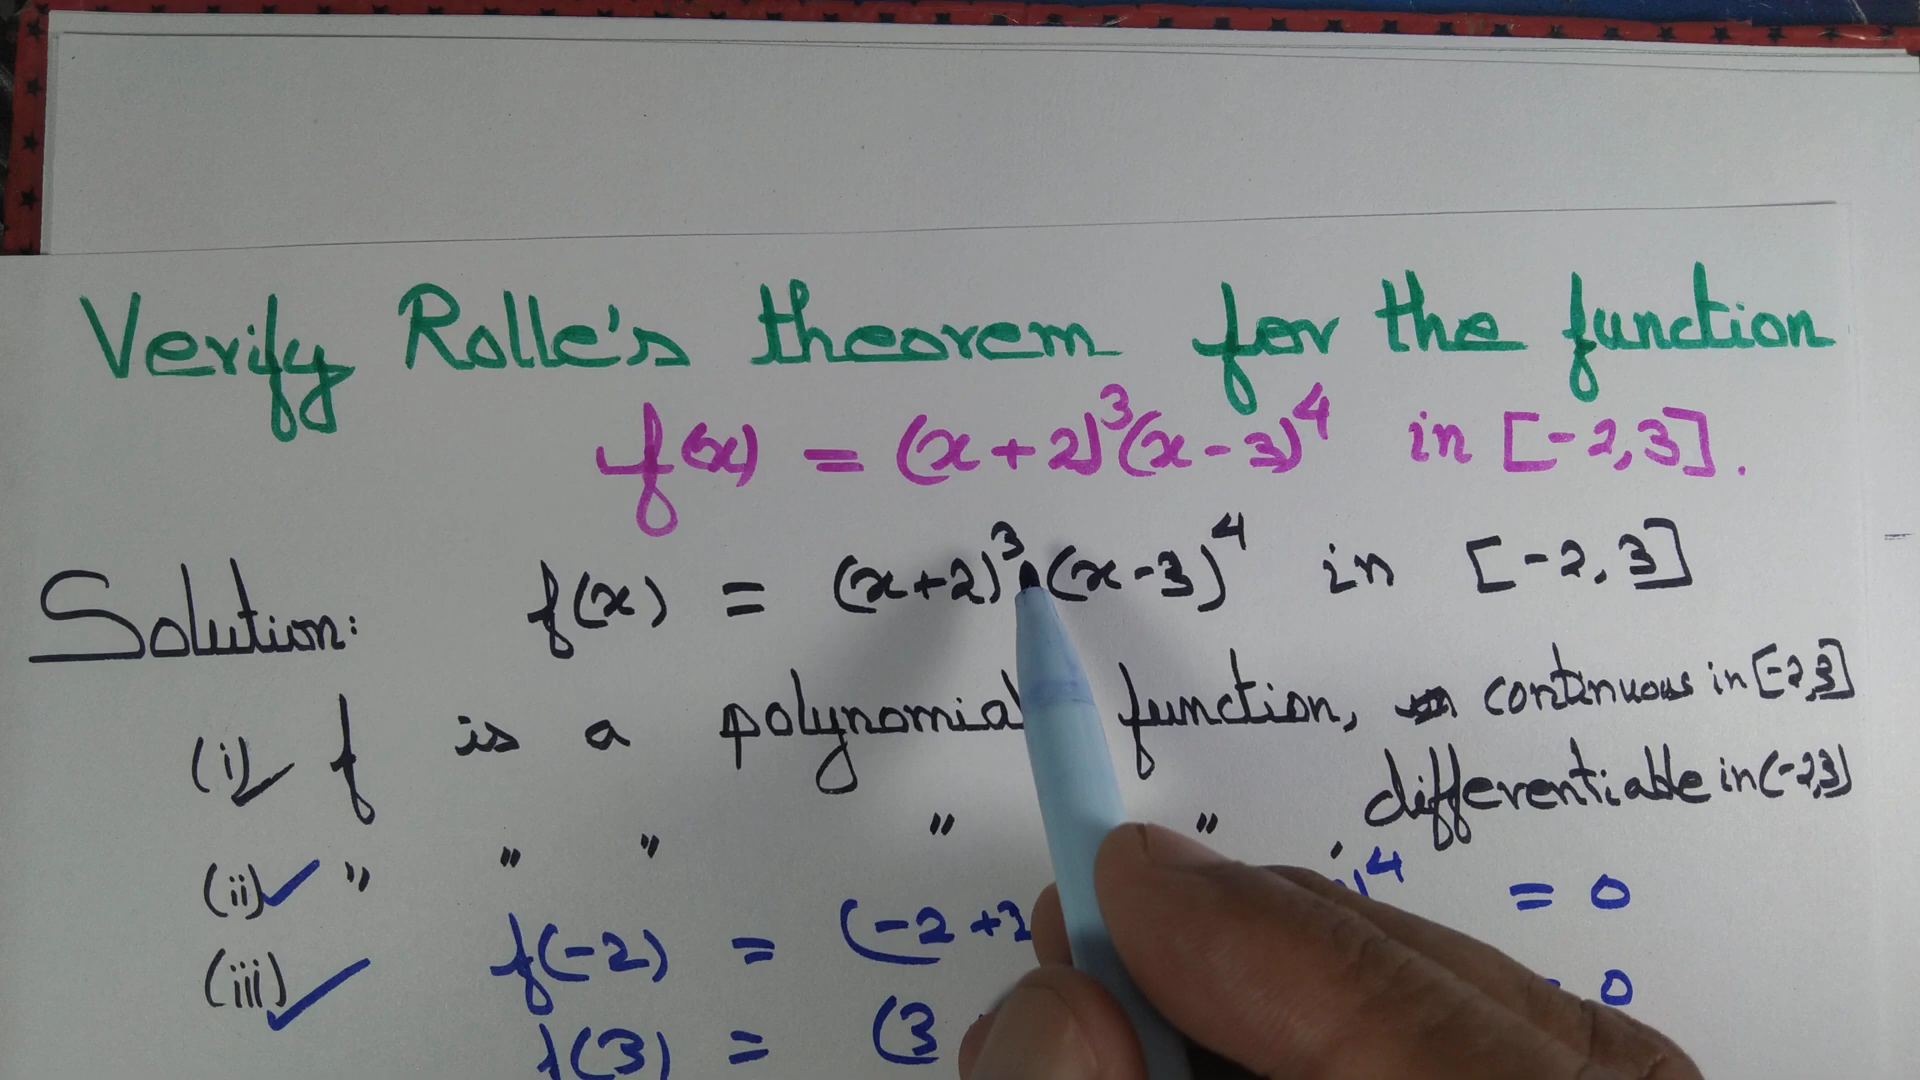 Verify Rolle's theorem for the function
f(x) = (x+2)³(x-3)⁴ in [-2,3].
Solution: f(x) = (x+2)³ (x-3)⁴ in [-2,3]
(i) f is a polynomial function, continuous in [-2,3]
(ii) " " " " " , differentiable in (-2,3)
(iii) f(-2) = (-2+2 ⁴ = 0
f(3) = (3 = 0